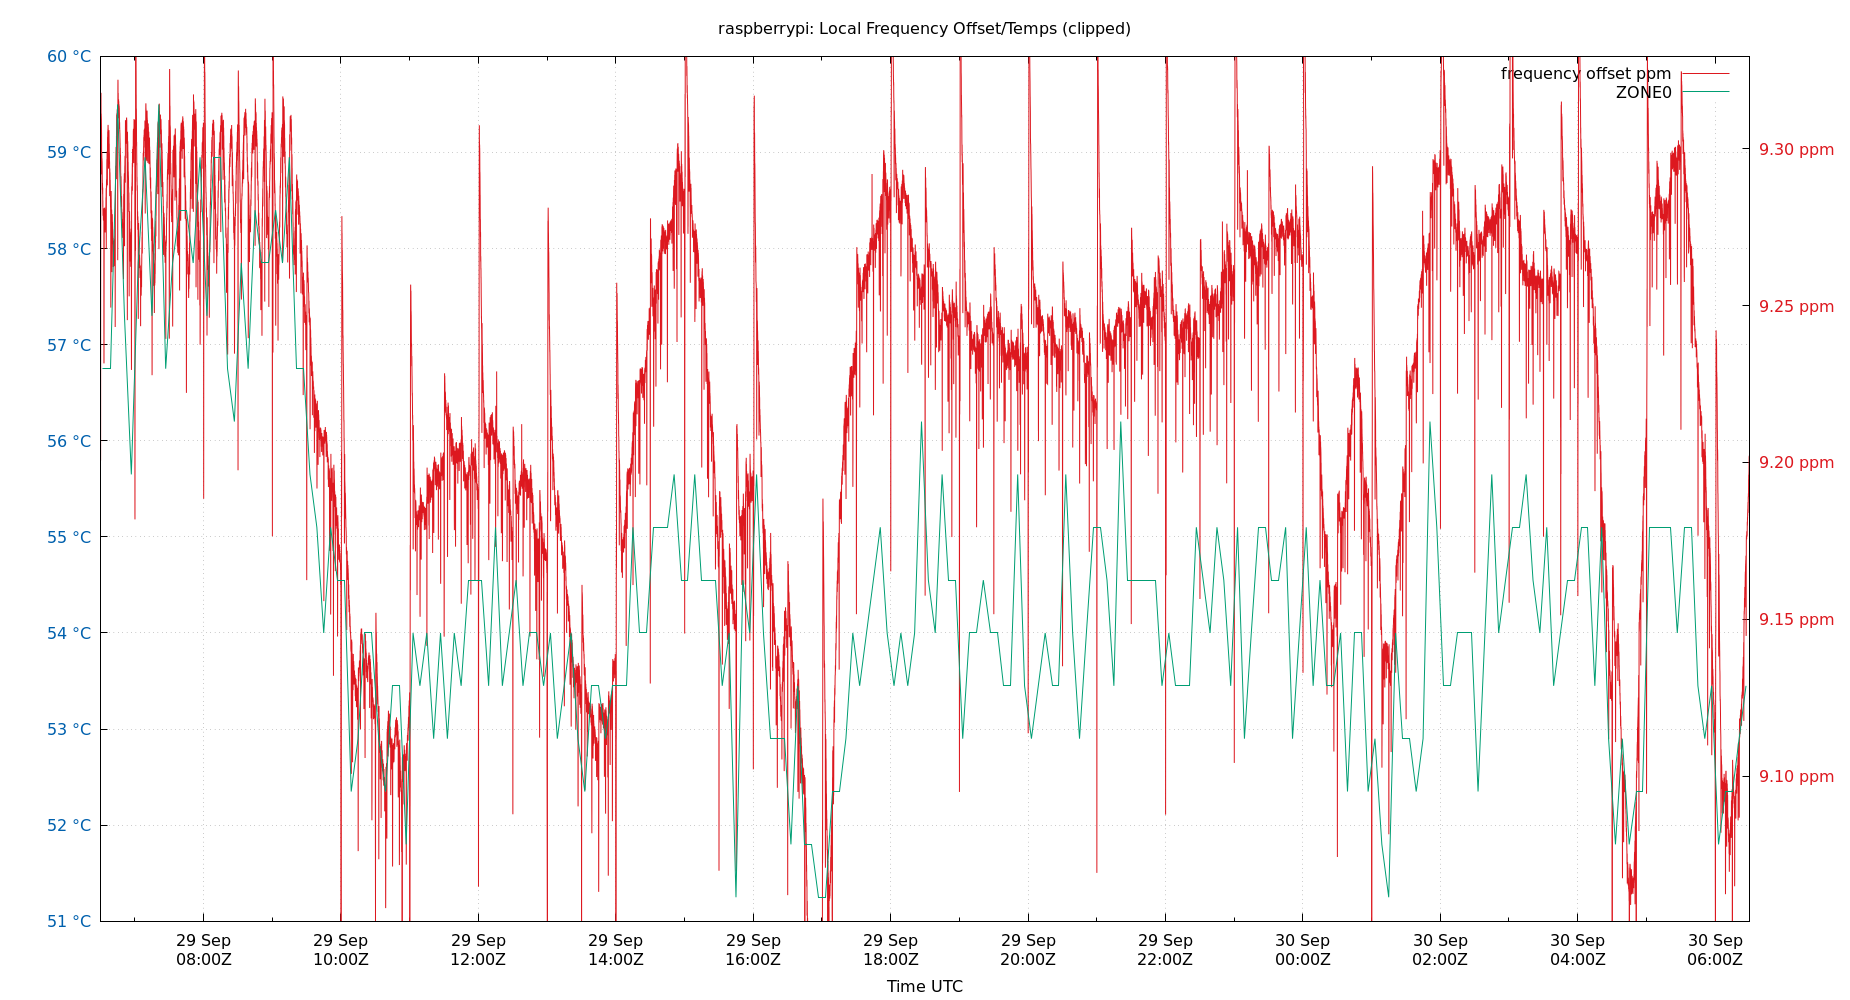 raspberrypi: Local Frequency Offset/Temps (clipped)
frequency offset ppm
ZONE0
60 °C
59 °C
58 °C
57 °C
56 °C
55 °C
54 °C
53 °C
52 °C
51 °C
9.30 ppm
9.25 ppm
9.20 ppm
9.15 ppm
9.10 ppm
29 Sep
08:00Z
29 Sep
10:00Z
29 Sep
12:00Z
29 Sep
14:00Z
29 Sep
16:00Z
29 Sep
18:00Z
29 Sep
20:00Z
29 Sep
22:00Z
30 Sep
00:00Z
30 Sep
02:00Z
30 Sep
04:00Z
30 Sep
06:00Z
Time UTC